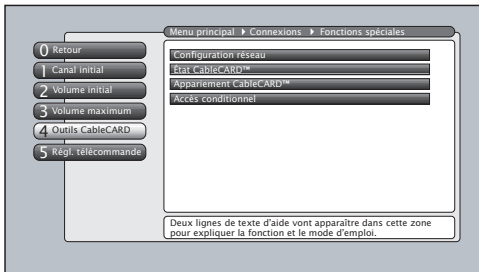 Menu principal ▶ Connexions ▶ Fonctions spéciales
0 Retour
1 Canal initial
2 Volume initial
3 Volume maximum
4 Outils CableCARD
5 Régl. télécommande
Configuration réseau
État CableCARD™
Appariement CableCARD™
Accès conditionnel
Deux lignes de texte d'aide vont apparaître dans cette zone
pour expliquer la fonction et le mode d'emploi.